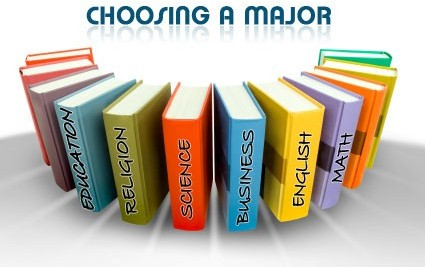 CHOOSING A MAJOR
EDUCATION
RELIGION
SCIENCE
BUSINESS
ENGLISH
MATH